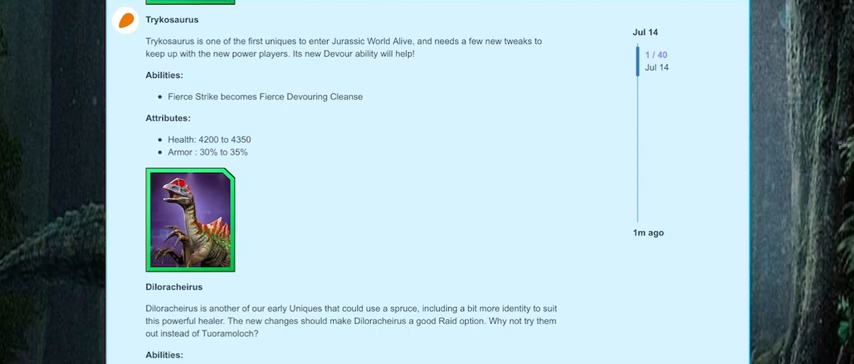 Trykosaurus
Trykosaurus is one of the first uniques to enter Jurassic World Alive, and needs a few new tweaks to
keep up with the new power players. Its new Devour ability will help!
Abilities:
Fierce Strike becomes Fierce Devouring Cleanse
Attributes:
Health: 4200 to 4350
Armor : 30% to 35%
Diloracheirus
Diloracheirus is another of our early Uniques that could use a spruce, including a bit more identity to suit
this powerful healer. The new changes should make Diloracheirus a good Raid option. Why not try them
out instead of Tuoramoloch?
Abilities:
Jul 14
1 / 40
Jul 14
1m ago